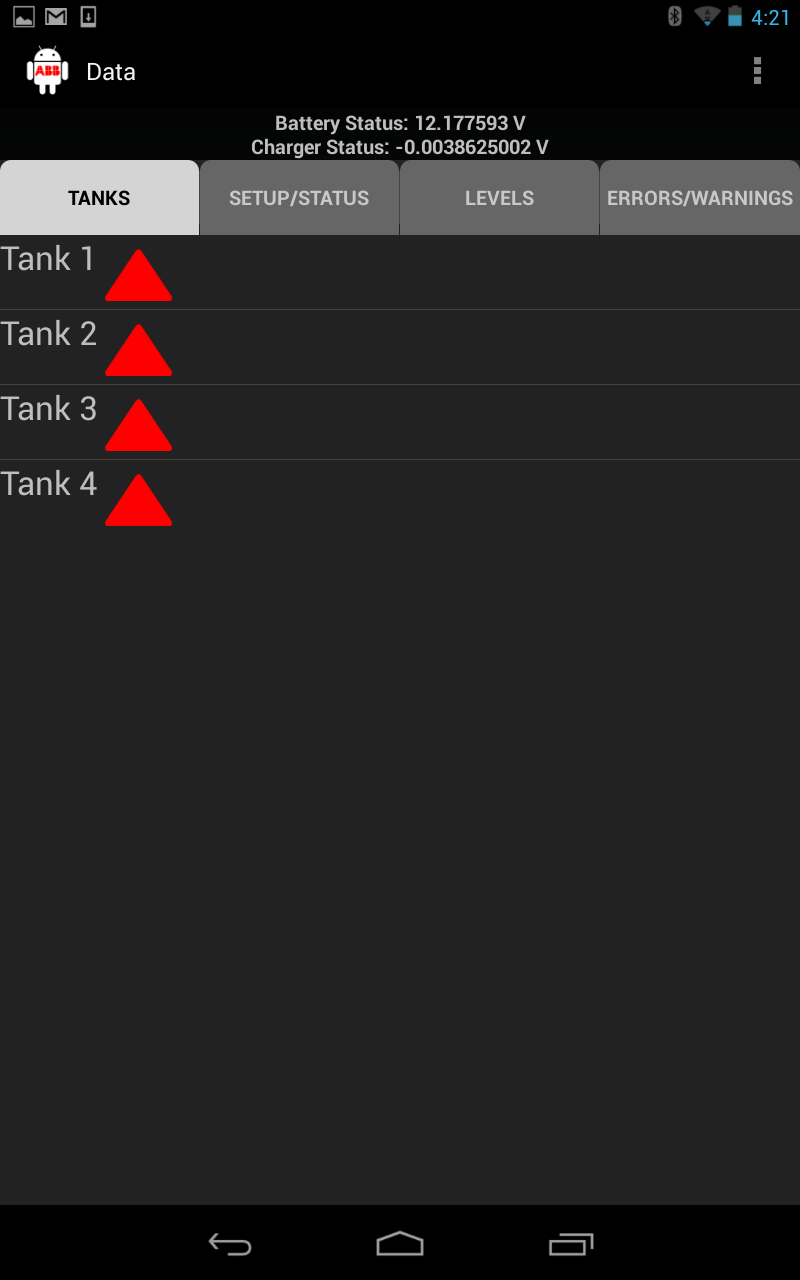 4:21
ABB
Data
Battery Status: 12.177593 V
Charger Status: -0.0038625002 V
TANKS
SETUP/STATUS
LEVELS
ERRORS/WARNINGS
Tank 1
Tank 2
Tank 3
Tank 4